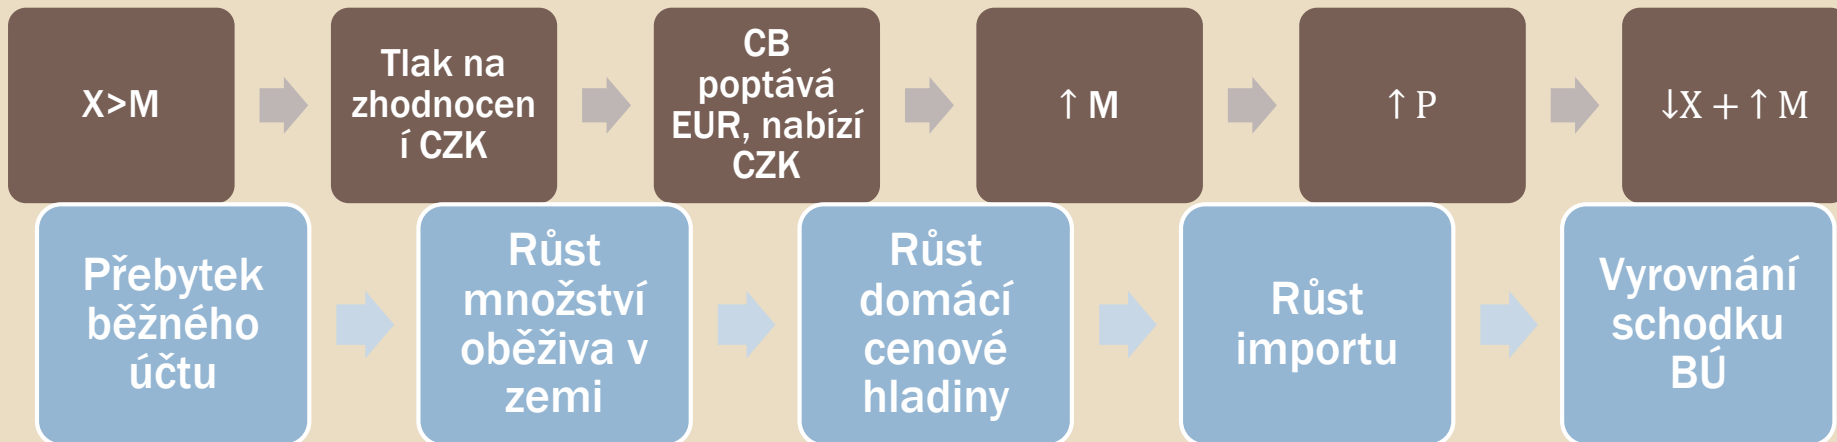 X>M
Tlak na
zhodnocen
í CZK
CB
poptává
EUR, nabízí
CZK
↑ M
↑ P
↓X + ↑ M
Přebytek
běžného
účtu
Růst
množství
oběživa v
zemi
Růst
domácí
cenové
hladiny
Růst
importu
Vyrovnání
schodku
BÚ